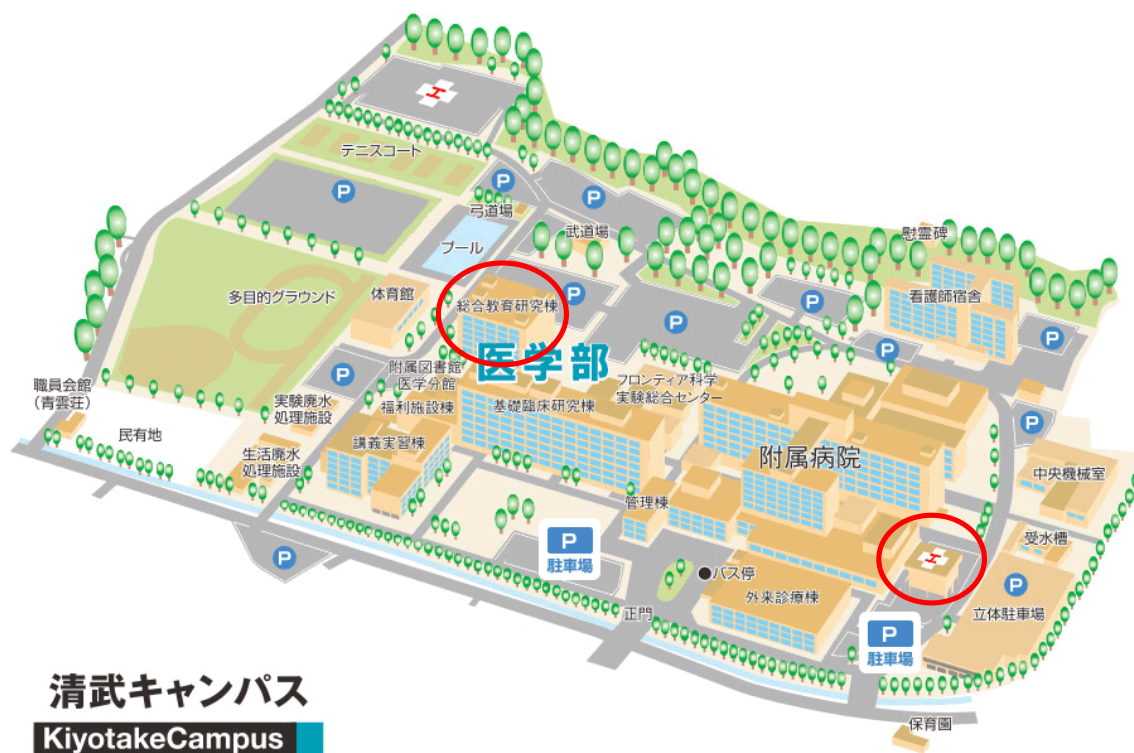 H
テニスコート
P
P
P
弓道場
武道場
プール
慰霊碑
多目的グラウンド
体育館
総合教育研究棟
P
P
P
看護師宿舎
P
P
医学部
P
附属図書館
医学分館
フロンティア科学
実験総合センター
職員会館
(青雲荘)
実験廃水
処理施設
福利施設棟
基礎臨床研究棟
P
民有地
生活廃水
処理施設
講義実習棟
附属病院
中央機械室
管理棟
P
P
駐車場
受水槽
H
バス停
P
外来診療棟
正門
立体駐車場
P
駐車場
清武キャンパス
KiyotakeCampus
保育園